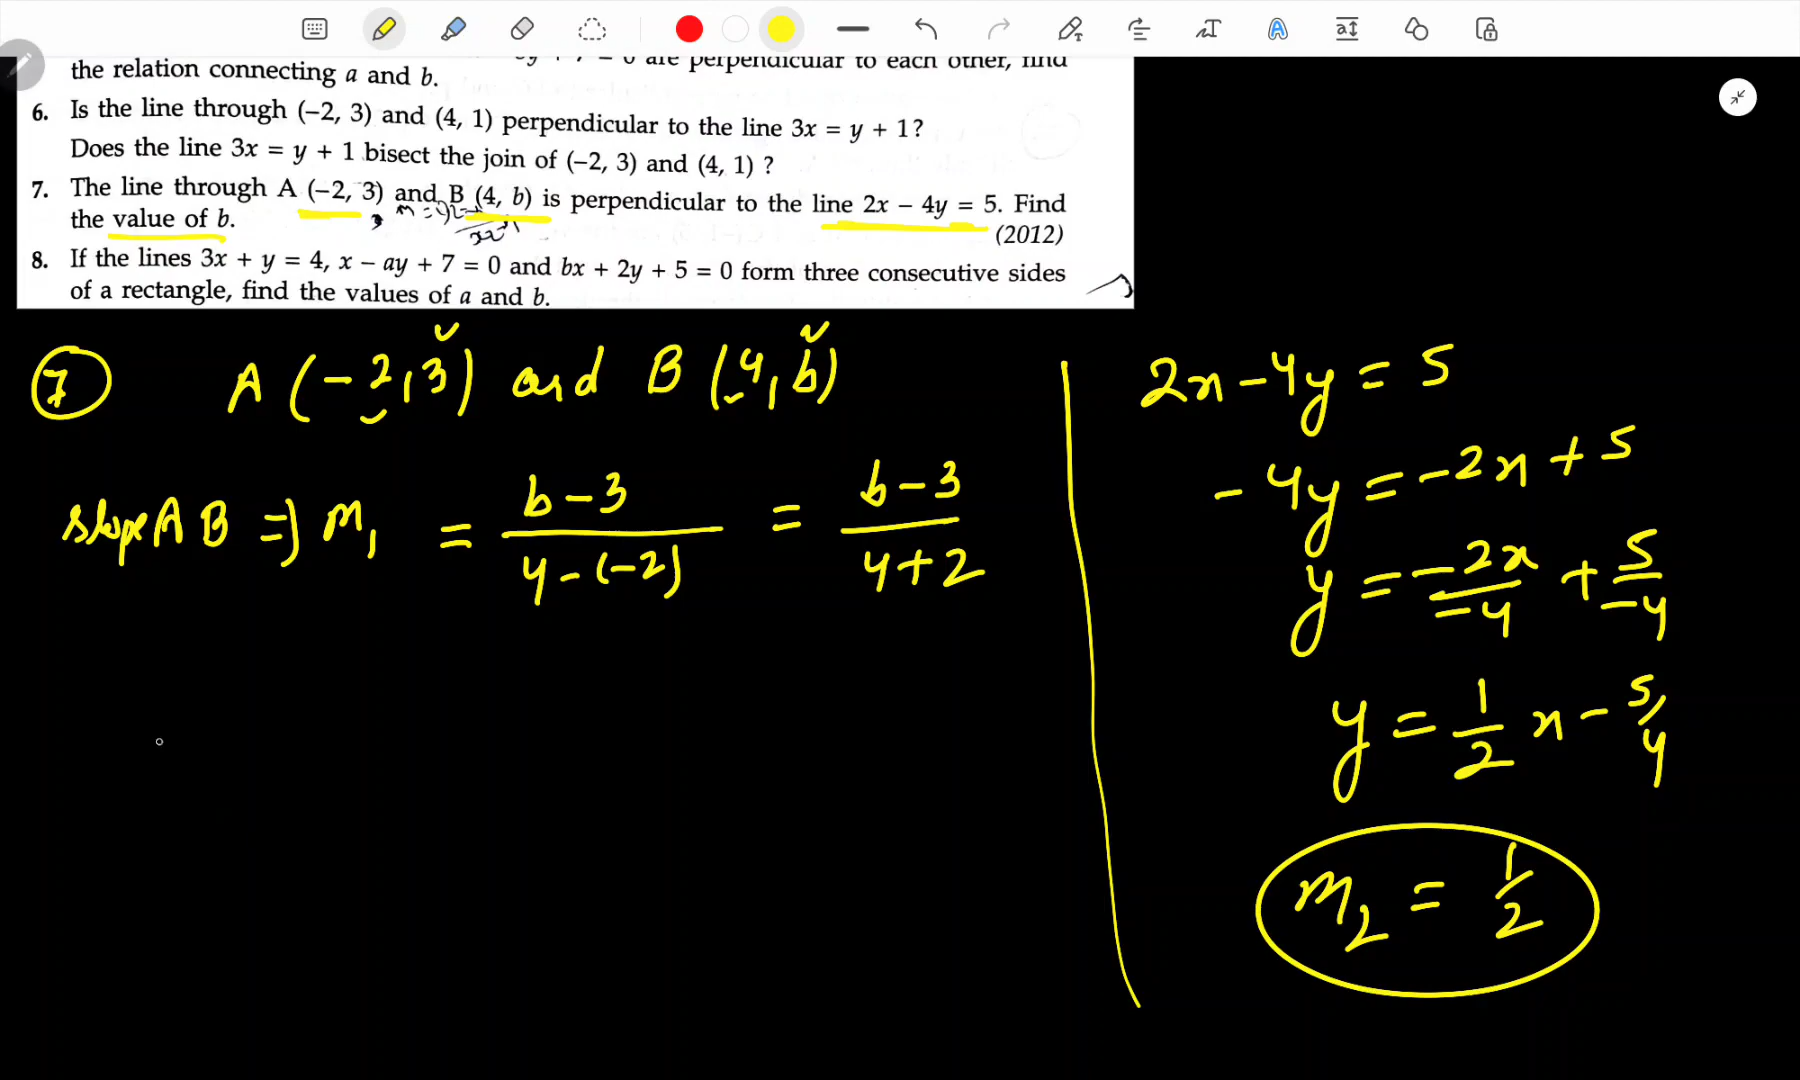 the relation connecting a and b.
6. Is the line through (−2, 3) and (4, 1) perpendicular to the line 3x = y + 1?
Does the line 3x = y + 1 bisect the join of (−2, 3) and (4, 1) ?
7. The line through A (−2, 3) and B (4, b) is perpendicular to the line 2x − 4y = 5. Find
the value of b.
(2012)
8. If the lines 3x + y = 4, x − ay + 7 = 0 and bx + 2y + 5 = 0 form three consecutive sides
of a rectangle, find the values of a and b.
7 A (−2, 3) and B (4, b)
slope AB => m₁ = b−3 / 4−(−2) = b−3 / 4+2
2x − 4y = 5
−4y = −2x + 5
y = −2x/−4 + 5/−4
y = 1/2 x − 5/4
m₂ = 1/2